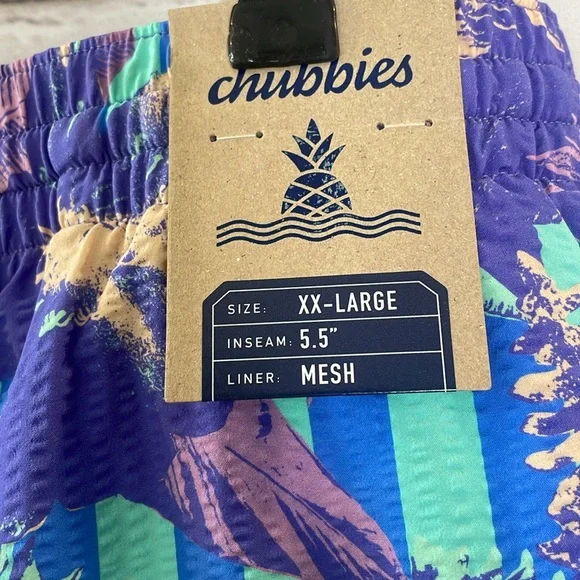 chubbies
SIZE: XX-LARGE
INSEAM: 5.5"
LINER: MESH